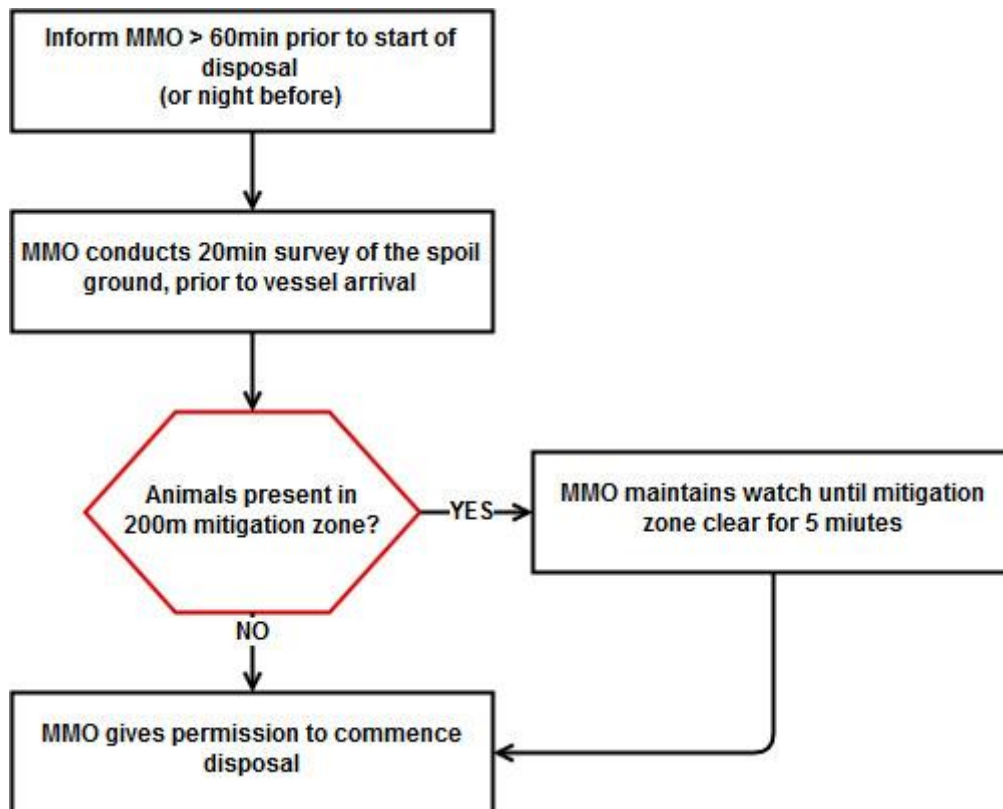 Inform MMO > 60min prior to start of
disposal
(or night before)
MMO conducts 20min survey of the spoil
ground, prior to vessel arrival
Animals present in
200m mitigation zone?
YES
MMO maintains watch until mitigation
zone clear for 5 miutes
NO
MMO gives permission to commence
disposal